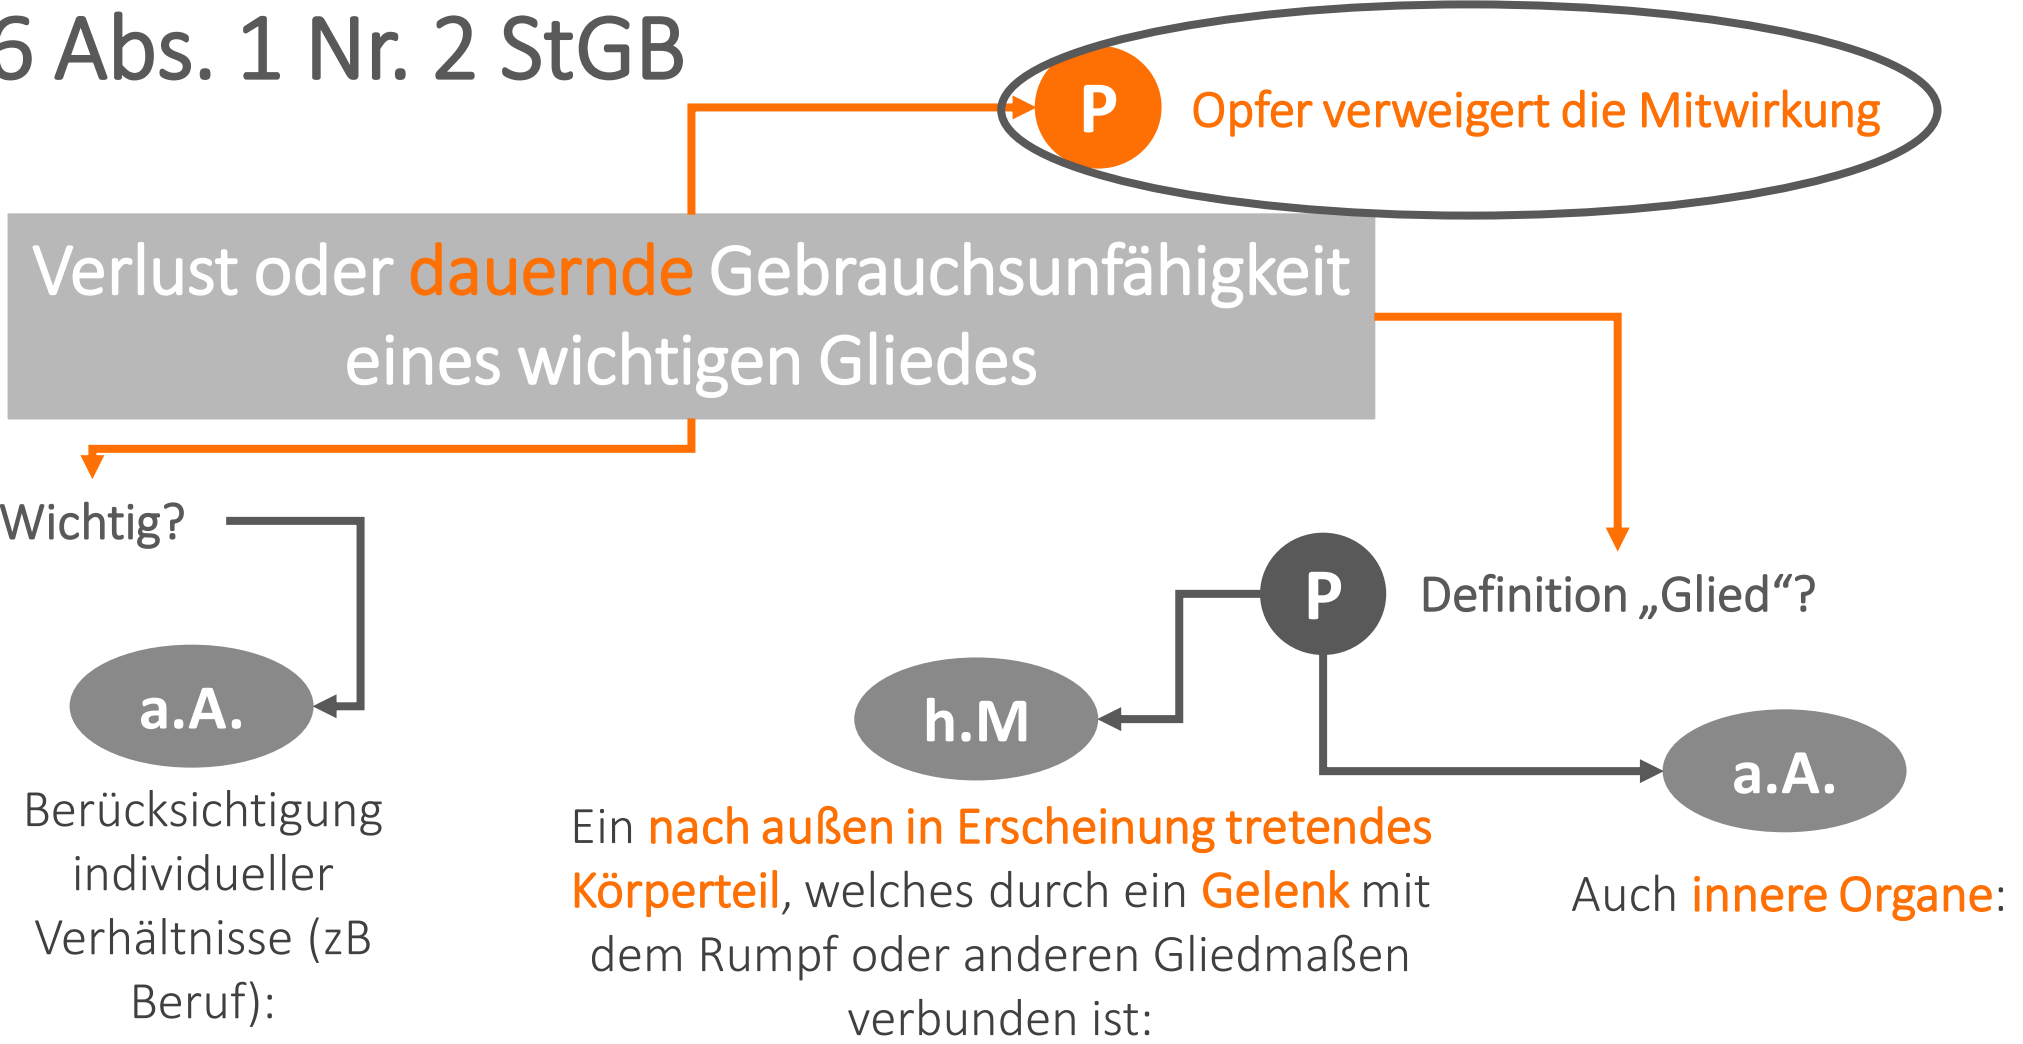 6 Abs. 1 Nr. 2 StGB
P Opfer verweigert die Mitwirkung
Verlust oder dauernde Gebrauchsunfähigkeit
eines wichtigen Gliedes
Wichtig?
P Definition „Glied“?
a.A.
Berücksichtigung
individueller
Verhältnisse (zB
Beruf):
h.M
Ein nach außen in Erscheinung tretendes
Körperteil, welches durch ein Gelenk mit
dem Rumpf oder anderen Gliedmaßen
verbunden ist:
a.A.
Auch innere Organe: